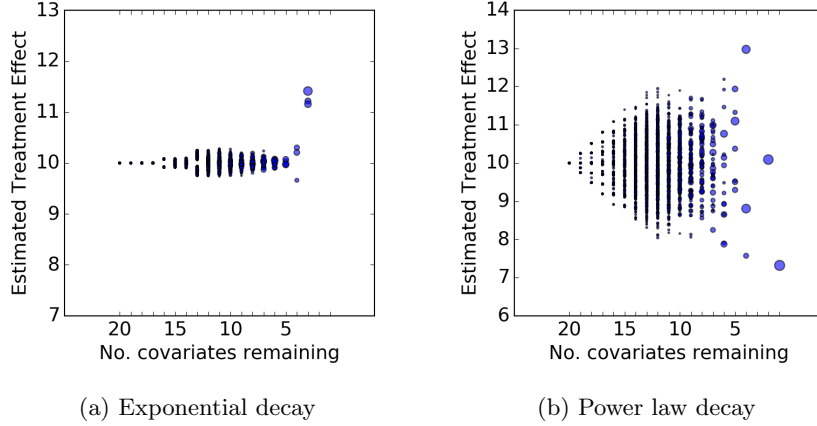 13
12
11
10
9
8
7
20 15 10 5
No. covariates remaining
Estimated Treatment Effect
(a) Exponential decay
14
13
12
11
10
9
8
7
6
20 15 10 5
No. covariates remaining
Estimated Treatment Effect
(b) Power law decay